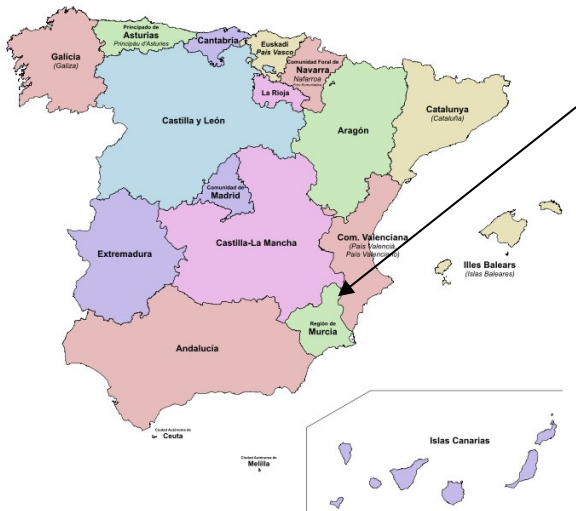 Principado de
Asturias
Principáu d'Asturies
Cantabria
Euskadi
País Vasco
Galicia
(Galiza)
Comunidad Foral de
Navarra
Nafarroa
La Rioja
Castilla y León
Aragón
Catalunya
(Cataluña)
Comunidad de
Madrid
Extremadura
Castilla-La Mancha
Com. Valenciana
(País Valencià,
País Valenciano)
Illes Balears
(Islas Baleares)
Región de
Murcia
Andalucía
Ciudad Autónoma de
Ceuta
Ciudad Autónoma de
Melilla
Islas Canarias